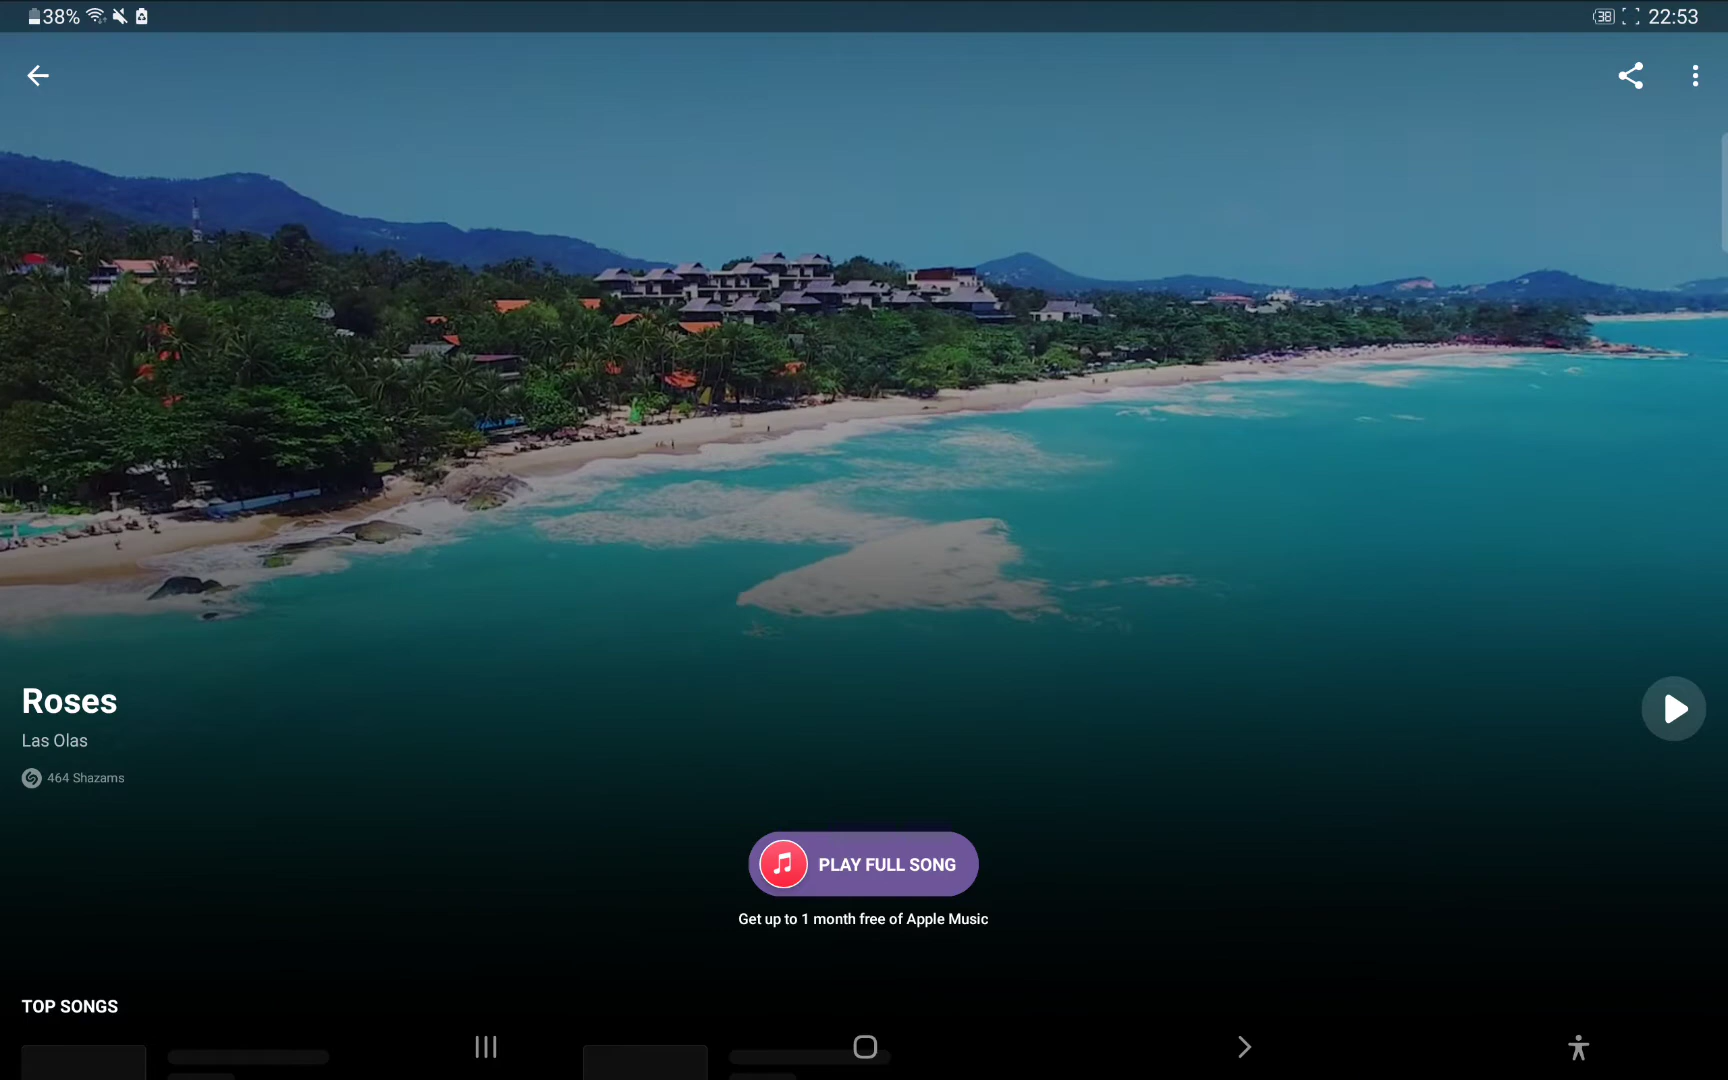 38%
38
22:53
Roses
Las Olas
464 Shazams
PLAY FULL SONG
Get up to 1 month free of Apple Music
TOP SONGS